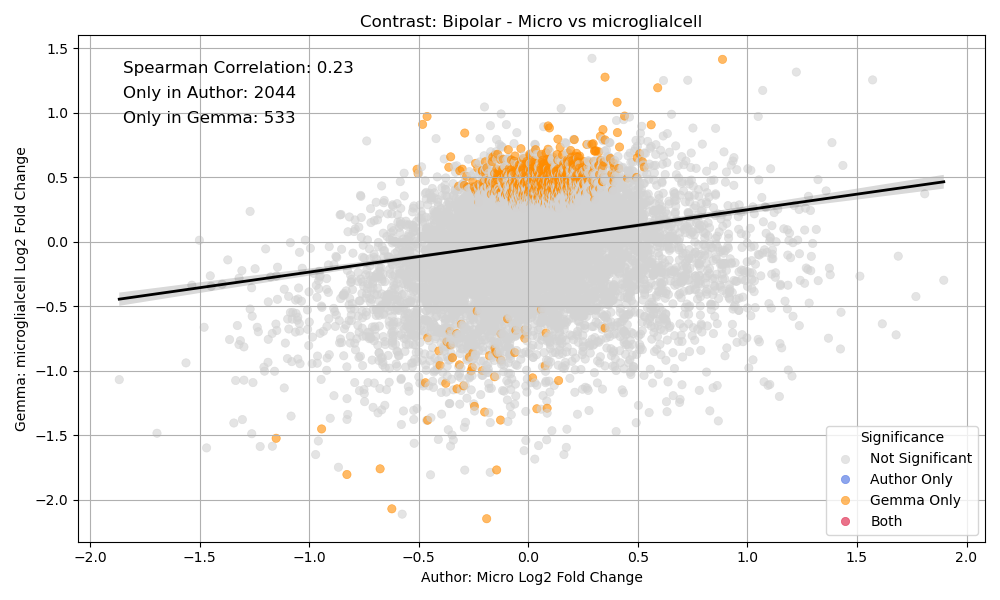 Contrast: Bipolar - Micro vs microglialcell
Spearman Correlation: 0.23
Only in Author: 2044
Only in Gemma: 533
Gemma: microglialcell Log2 Fold Change
1.5
1.0
0.5
0.0
−0.5
−1.0
−1.5
−2.0
Significance
Not Significant
Author Only
Gemma Only
Both
−2.0 −1.5 −1.0 −0.5 0.0 0.5 1.0 1.5 2.0
Author: Micro Log2 Fold Change